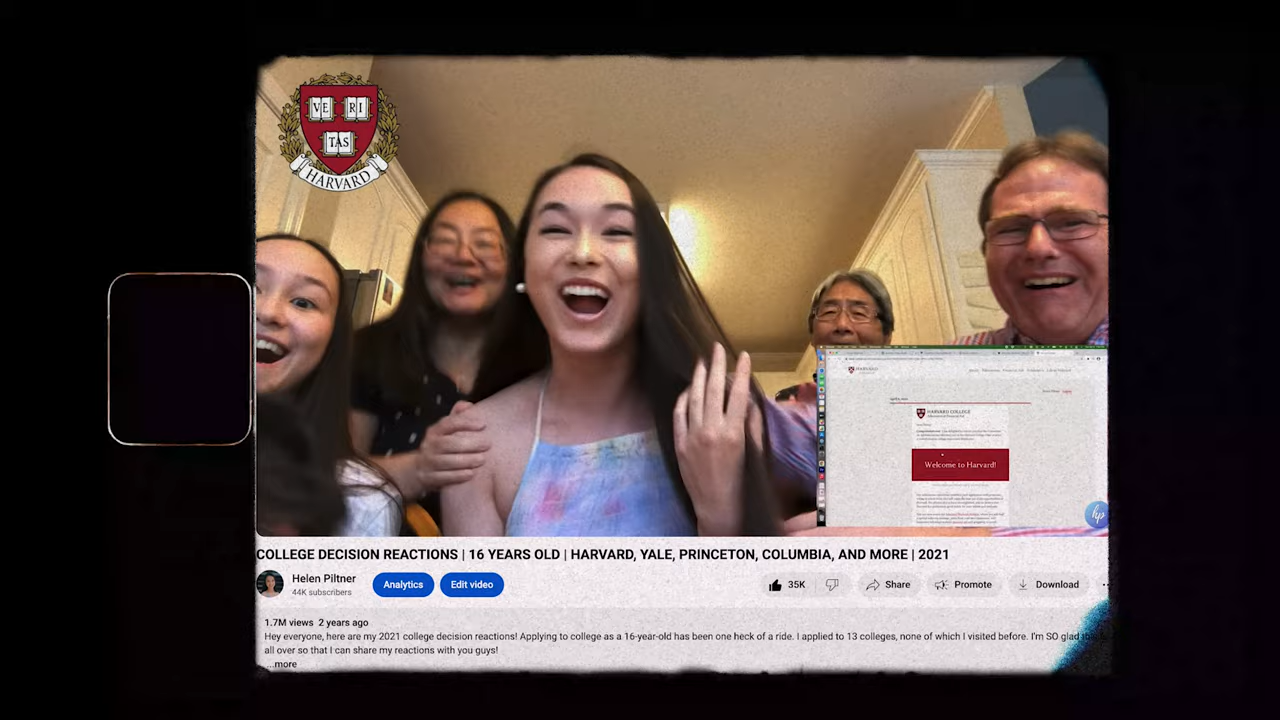 VE RI
TAS
HARVARD
HARVARD COLLEGE
Welcome to Harvard!
hp
COLLEGE DECISION REACTIONS | 16 YEARS OLD | HARVARD, YALE, PRINCETON, COLUMBIA, AND MORE | 2021
Helen Piltner
44K subscribers
Analytics
Edit video
35K
Share
Promote
Download
1.7M views 2 years ago
Hey everyone, here are my 2021 college decision reactions! Applying to college as a 16-year-old has been one heck of a ride. I applied to 13 colleges, none of which I visited before. I'm SO glad
all over so that I can share my reactions with you guys!
...more